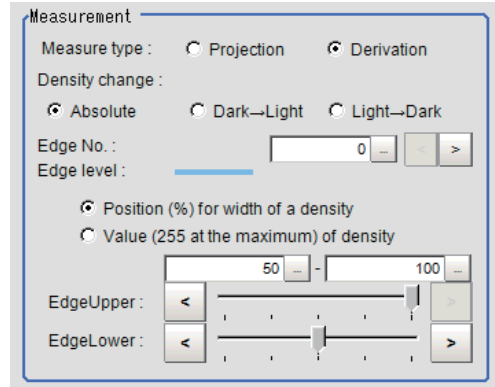 Measurement
Measure type : Projection Derivation
Density change :
Absolute Dark→Light Light→Dark
Edge No. : 0 ... < >
Edge level :
Position (%) for width of a density
Value (255 at the maximum) of density
50 ... - 100 ...
EdgeUpper : < >
EdgeLower : < >